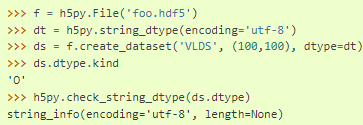 >>> f = h5py.File('foo.hdf5')
>>> dt = h5py.string_dtype(encoding='utf-8')
>>> ds = f.create_dataset('VLDS', (100,100), dtype=dt)
>>> ds.dtype.kind
'O'
>>> h5py.check_string_dtype(ds.dtype)
string_info(encoding='utf-8', length=None)